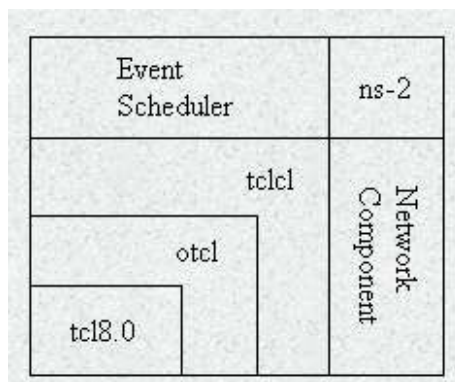 Event
Scheduler
ns-2
tclcl
otcl
tcl8.0
Network
Component